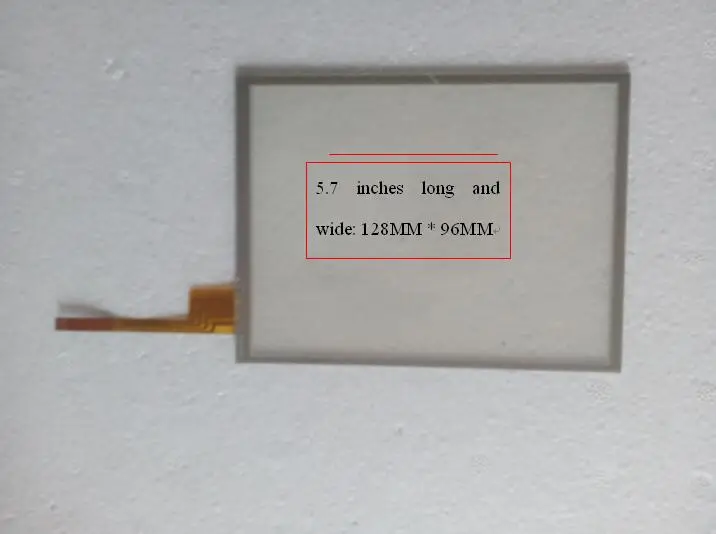 5.7 inches long and
wide: 128MM * 96MM